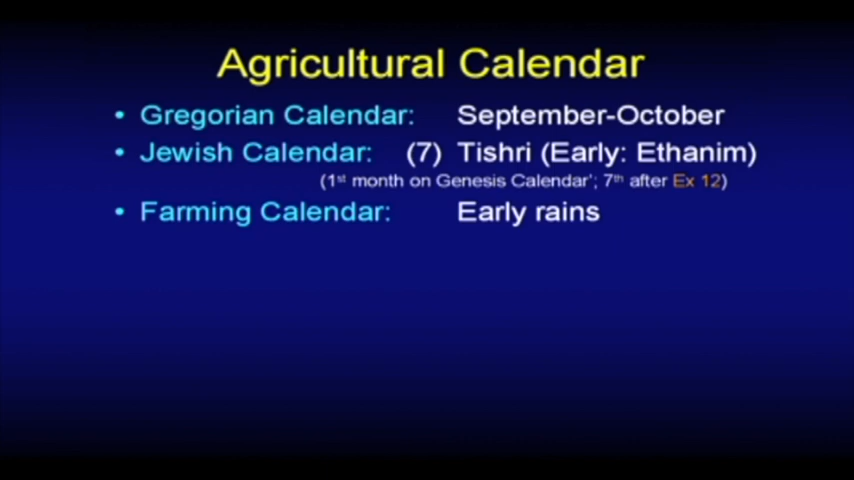 Agricultural Calendar
• Gregorian Calendar: September-October
• Jewish Calendar: (7) Tishri (Early: Ethanim)
(1st month on Genesis Calendar'; 7th after Ex 12)
• Farming Calendar: Early rains